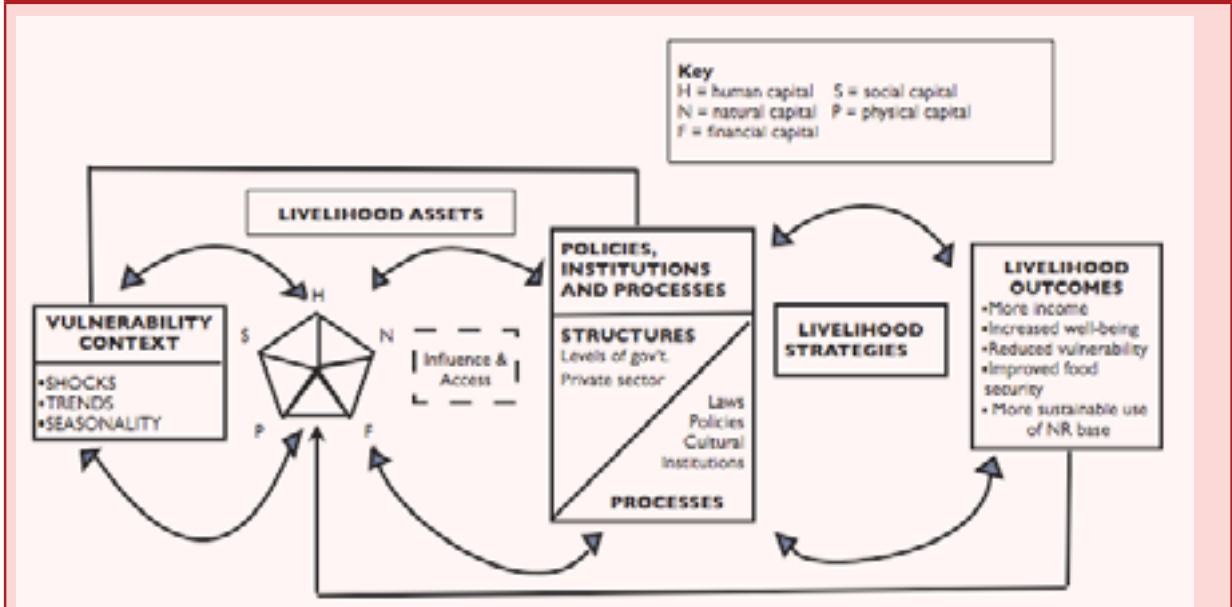 Key
H = human capital S = social capital
N = natural capital P = physical capital
F = financial capital
LIVELIHOOD ASSETS
VULNERABILITY
CONTEXT
•SHOCKS
•TRENDS
•SEASONALITY
H
S
N
P
F
Influence &
Access
POLICIES,
INSTITUTIONS
AND PROCESSES
STRUCTURES
Levels of gov't.
Private sector
Laws
Policies
Cultural
Institutions
PROCESSES
LIVELIHOOD
STRATEGIES
LIVELIHOOD
OUTCOMES
•More income
•Increased well-being
•Reduced vulnerability
•Improved food
security
• More sustainable use
of NR base